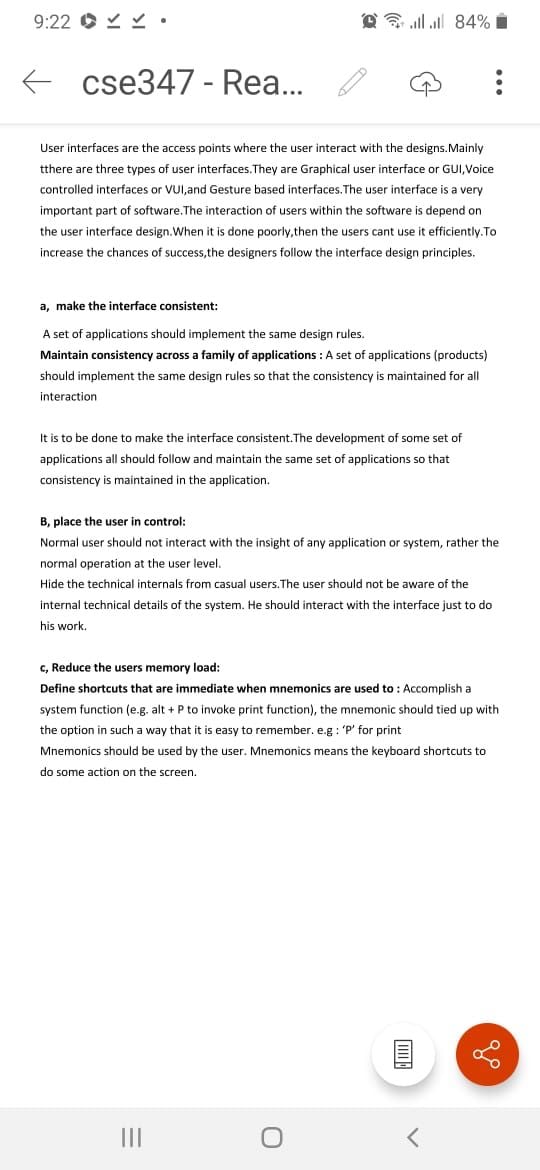 9:22 84%
cse347 - Rea...
User interfaces are the access points where the user interact with the designs.Mainly
tthere are three types of user interfaces.They are Graphical user interface or GUI,Voice
controlled interfaces or VUI,and Gesture based interfaces.The user interface is a very
important part of software.The interaction of users within the software is depend on
the user interface design.When it is done poorly,then the users cant use it efficiently.To
increase the chances of success,the designers follow the interface design principles.
a, make the interface consistent:
A set of applications should implement the same design rules.
Maintain consistency across a family of applications : A set of applications (products)
should implement the same design rules so that the consistency is maintained for all
interaction
It is to be done to make the interface consistent.The development of some set of
applications all should follow and maintain the same set of applications so that
consistency is maintained in the application.
B, place the user in control:
Normal user should not interact with the insight of any application or system, rather the
normal operation at the user level.
Hide the technical internals from casual users.The user should not be aware of the
internal technical details of the system. He should interact with the interface just to do
his work.
c, Reduce the users memory load:
Define shortcuts that are immediate when mnemonics are used to : Accomplish a
system function (e.g. alt + P to invoke print function), the mnemonic should tied up with
the option in such a way that it is easy to remember. e.g : ‘P’ for print
Mnemonics should be used by the user. Mnemonics means the keyboard shortcuts to
do some action on the screen.